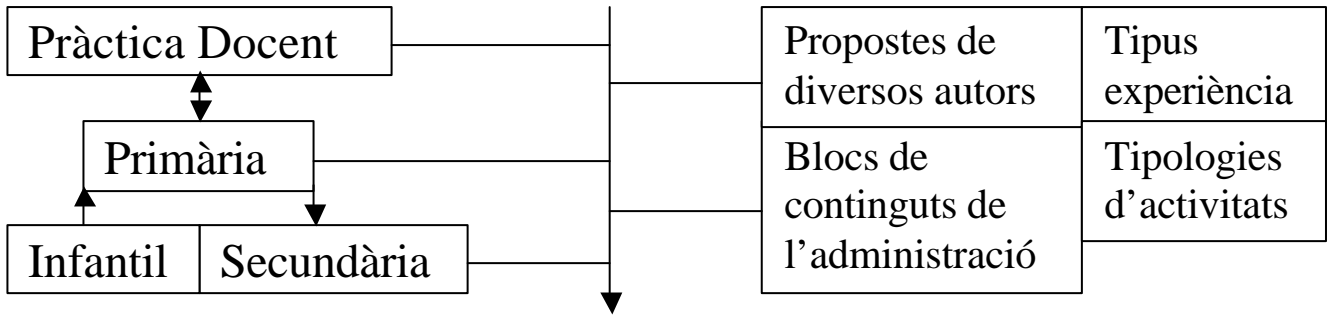 Pràctica Docent
Primària
Infantil
Secundària
Propostes de
diversos autors
Tipus
experiència
Blocs de
continguts de
l’administració
Tipologies
d’activitats